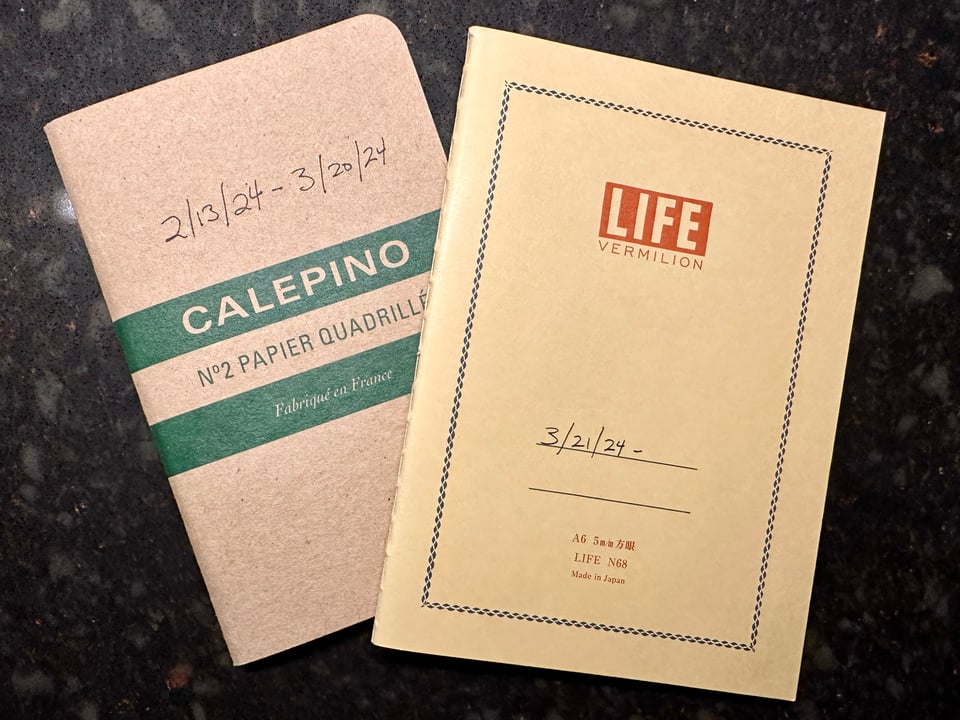 2/13/24 - 3/20/24
CALEPINO
Nº2 PAPIER QUADRILLÉ
Fabriqué en France
LIFE
VERMILION
3/21/24 -
A6 5m/m方眼
LIFE N68
Made in Japan